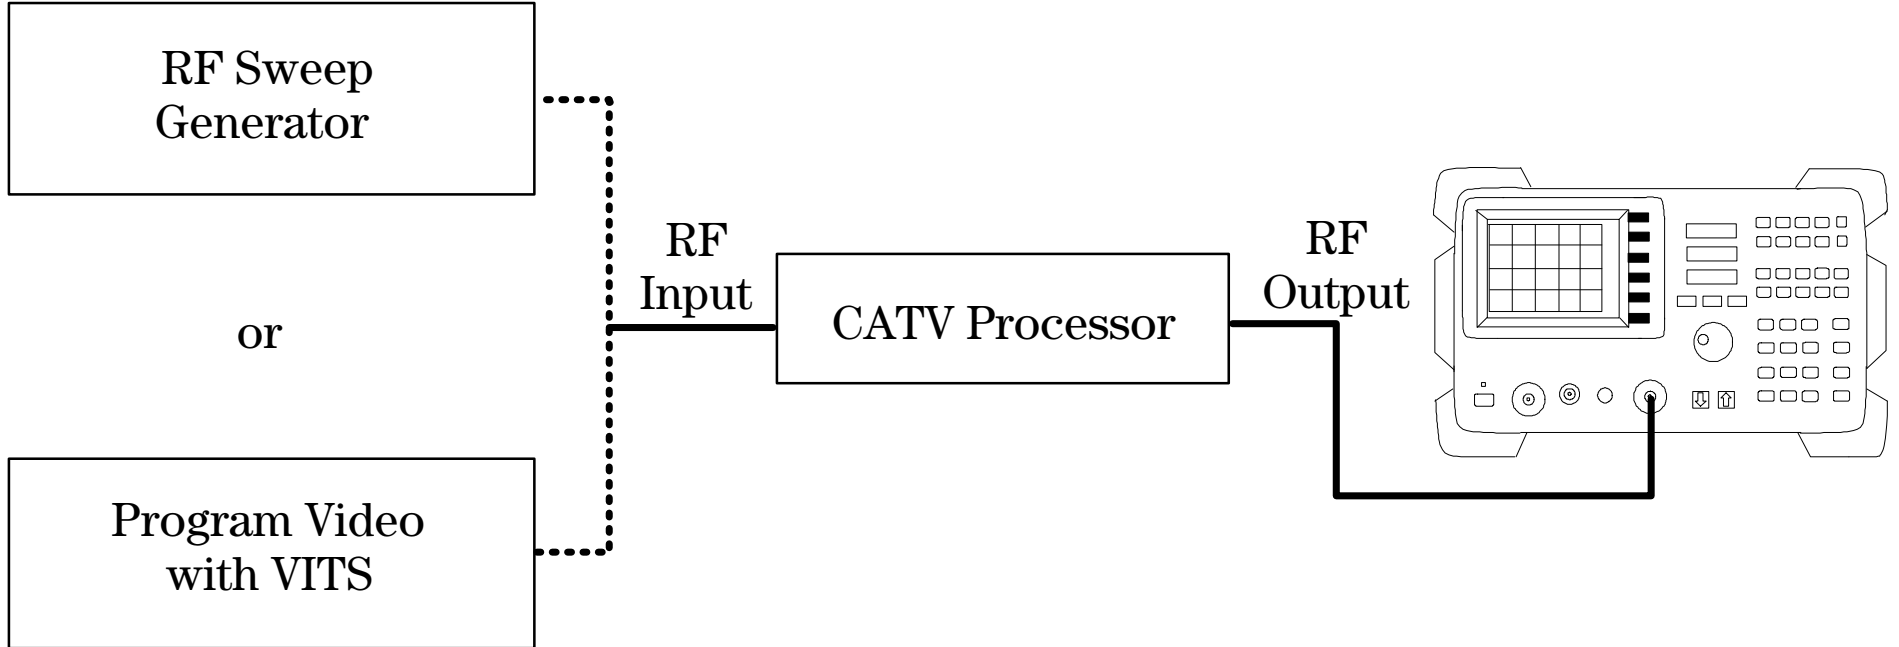 RF Sweep
Generator
or
Program Video
with VITS
RF
Input
CATV Processor
RF
Output